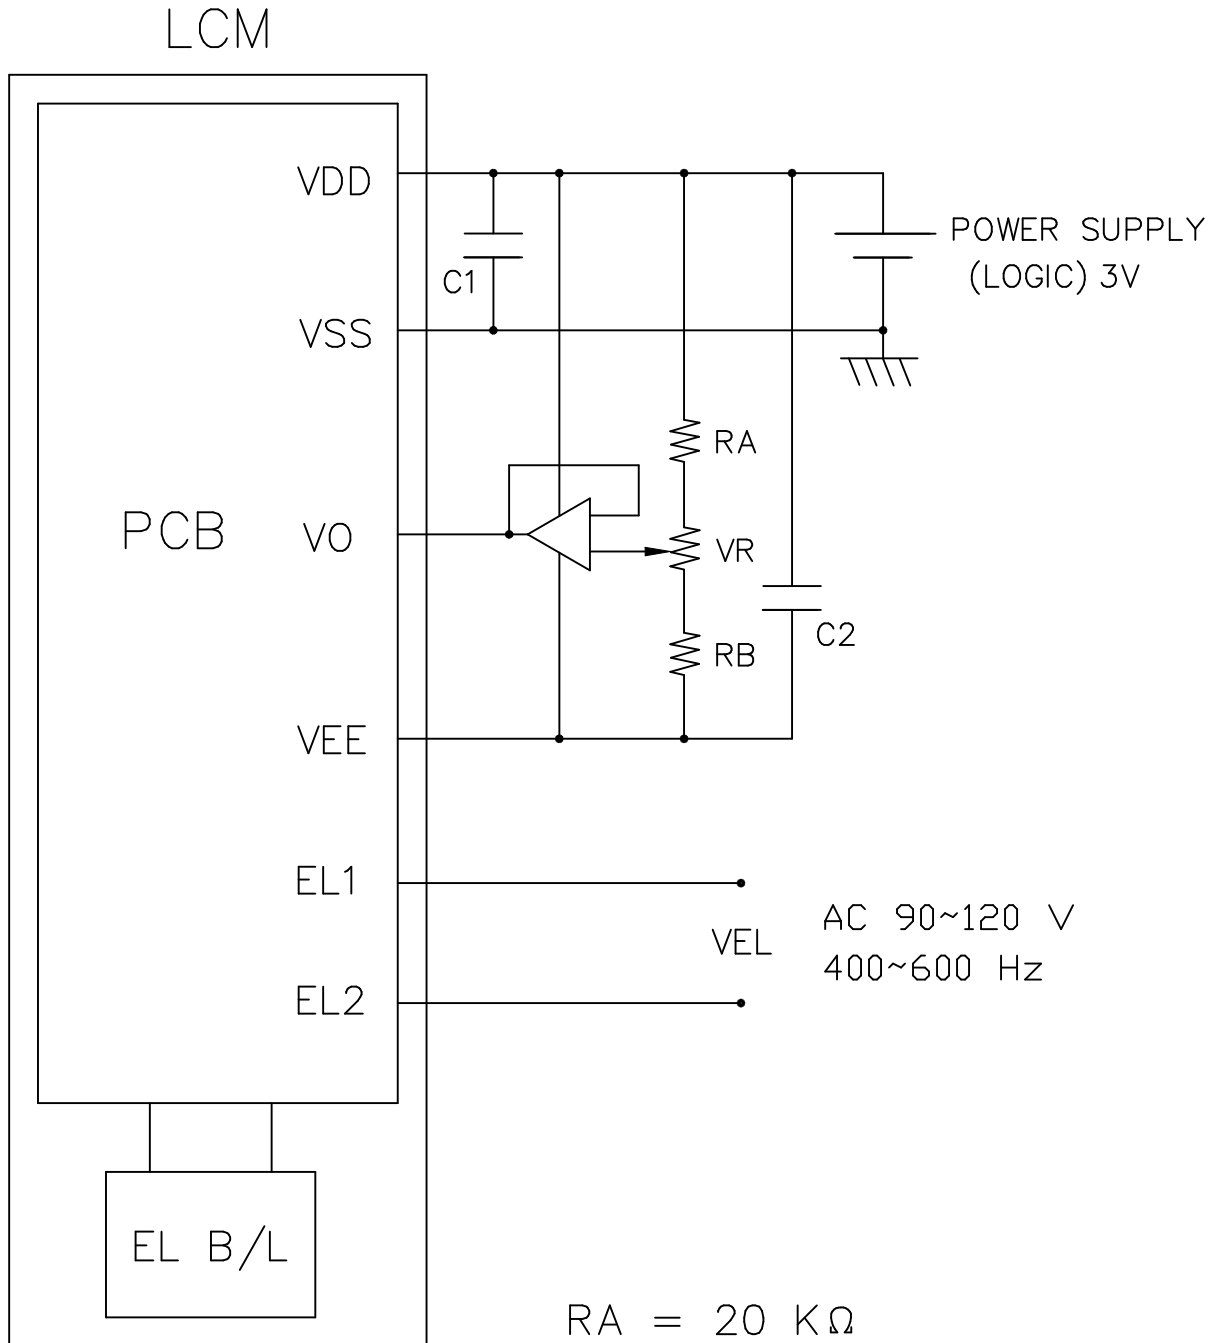 LCM
VDD
POWER SUPPLY
(LOGIC) 3V
C1
VSS
RA
PCB
VO
VR
C2
RB
VEE
EL1
AC 90~120 V
VEL
400~600 Hz
EL2
EL B/L
RA = 20 KΩ